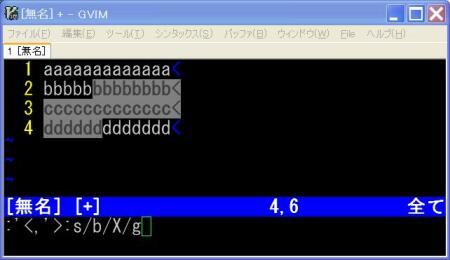 [無名] + - GVIM
ファイル(F) 編集(E) ツール(T) シンタックス(S) バッファ(B) ウィンドウ(W) File ヘルプ(H)
1 [無名]
1 aaaaaaaaaaaaa<
2 bbbbbbbbbbbbb<
3 ccccccccccccc<
4 ddddddddddddd<
~
~
~
[無名] [+] 4,6 全て
:'<,'>:s/b/X/g